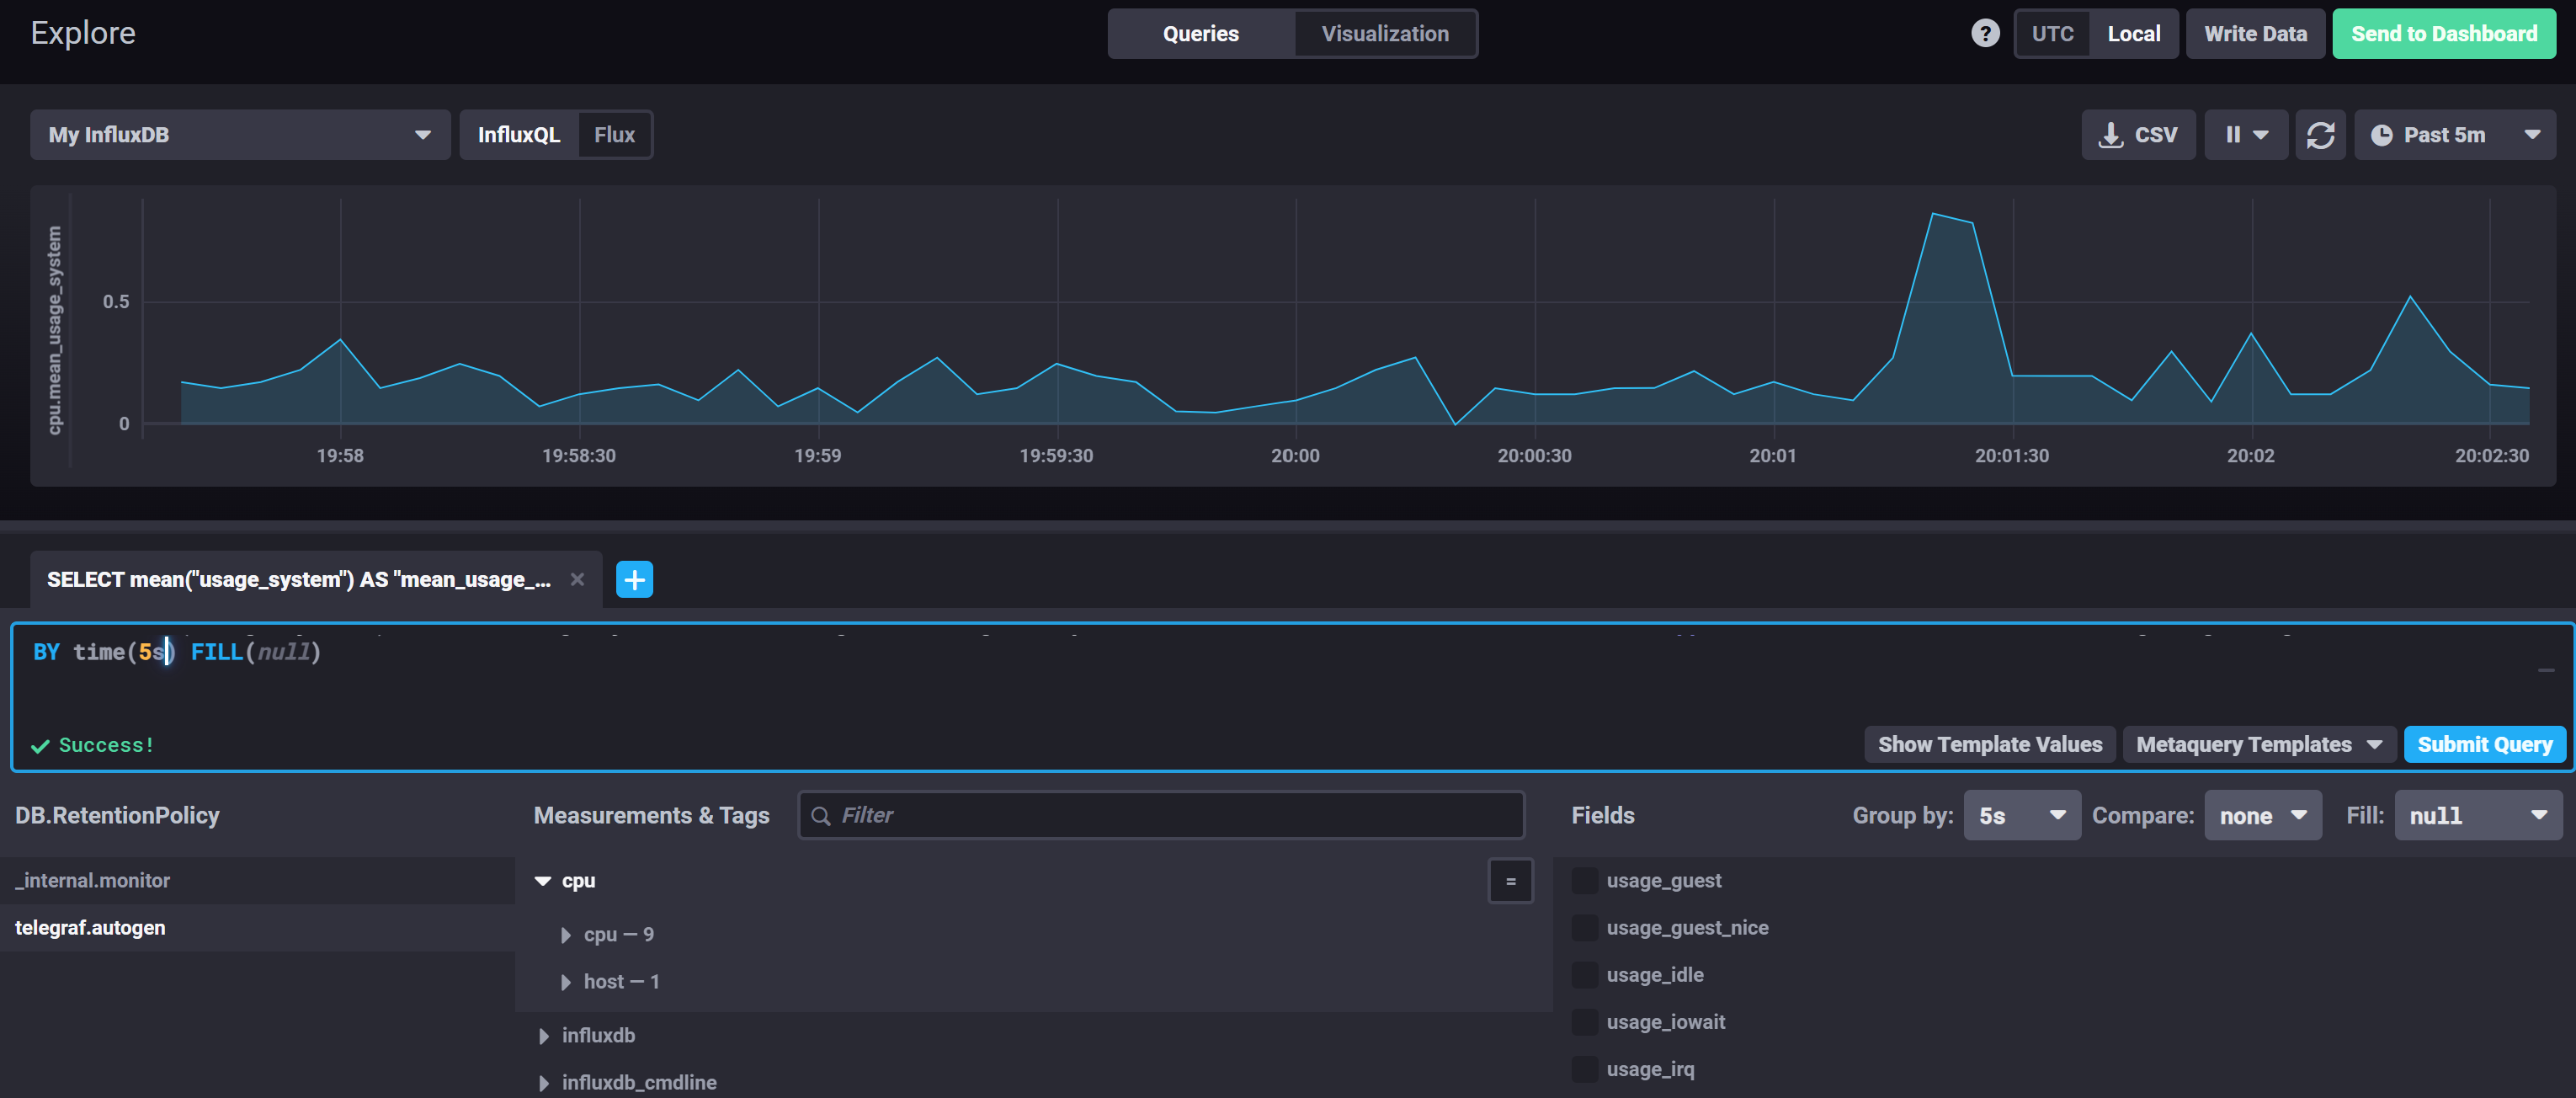 Explore
Queries Visualization
? UTC Local Write Data Send to Dashboard
My InfluxDB InfluxQL Flux
CSV Past 5m
cpu.mean_usage_system
0.5
0
19:58 19:58:30 19:59 19:59:30 20:00 20:00:30 20:01 20:01:30 20:02 20:02:30
SELECT mean("usage_system") AS "mean_usage_... × +
BY time(5s) FILL(null)
Success!
Show Template Values Metaquery Templates Submit Query
DB.RetentionPolicy
_internal.monitor
telegraf.autogen
Measurements & Tags Filter
cpu =
cpu — 9
host — 1
influxdb
influxdb_cmdline
Fields Group by: 5s Compare: none Fill: null
usage_guest
usage_guest_nice
usage_idle
usage_iowait
usage_irq